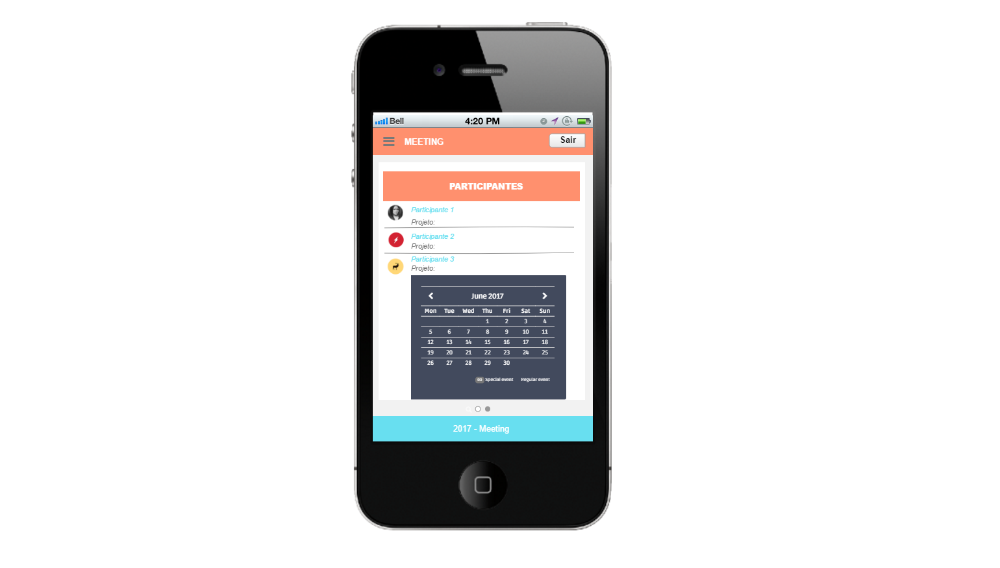 Bell 4:20 PM
MEETING Sair
PARTICIPANTES
Participante 1
Projeto:
Participante 2
Projeto:
Participante 3
Projeto:
June 2017
Mon Tue Wed Thu Fri Sat Sun
1 2 3 4
5 6 7 8 9 10 11
12 13 14 15 16 17 18
19 20 21 22 23 24 25
26 27 28 29 30
00 Special event Regular event
2017 - Meeting